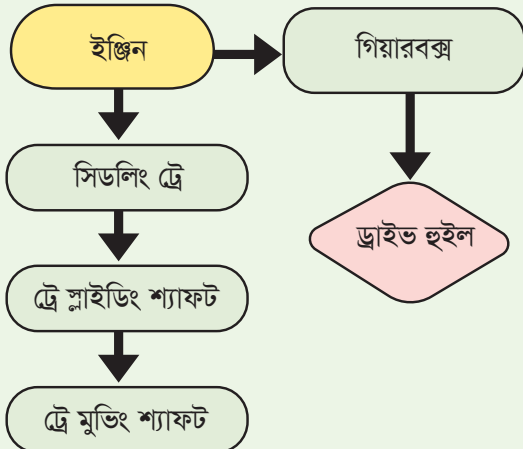 ইঞ্জিন
গিয়ারবক্স
সিডলিং ট্রে
ড্রাইভ হুইল
ট্রে স্লাইডিং শ্যাফট
ট্রে মুভিং শ্যাফট